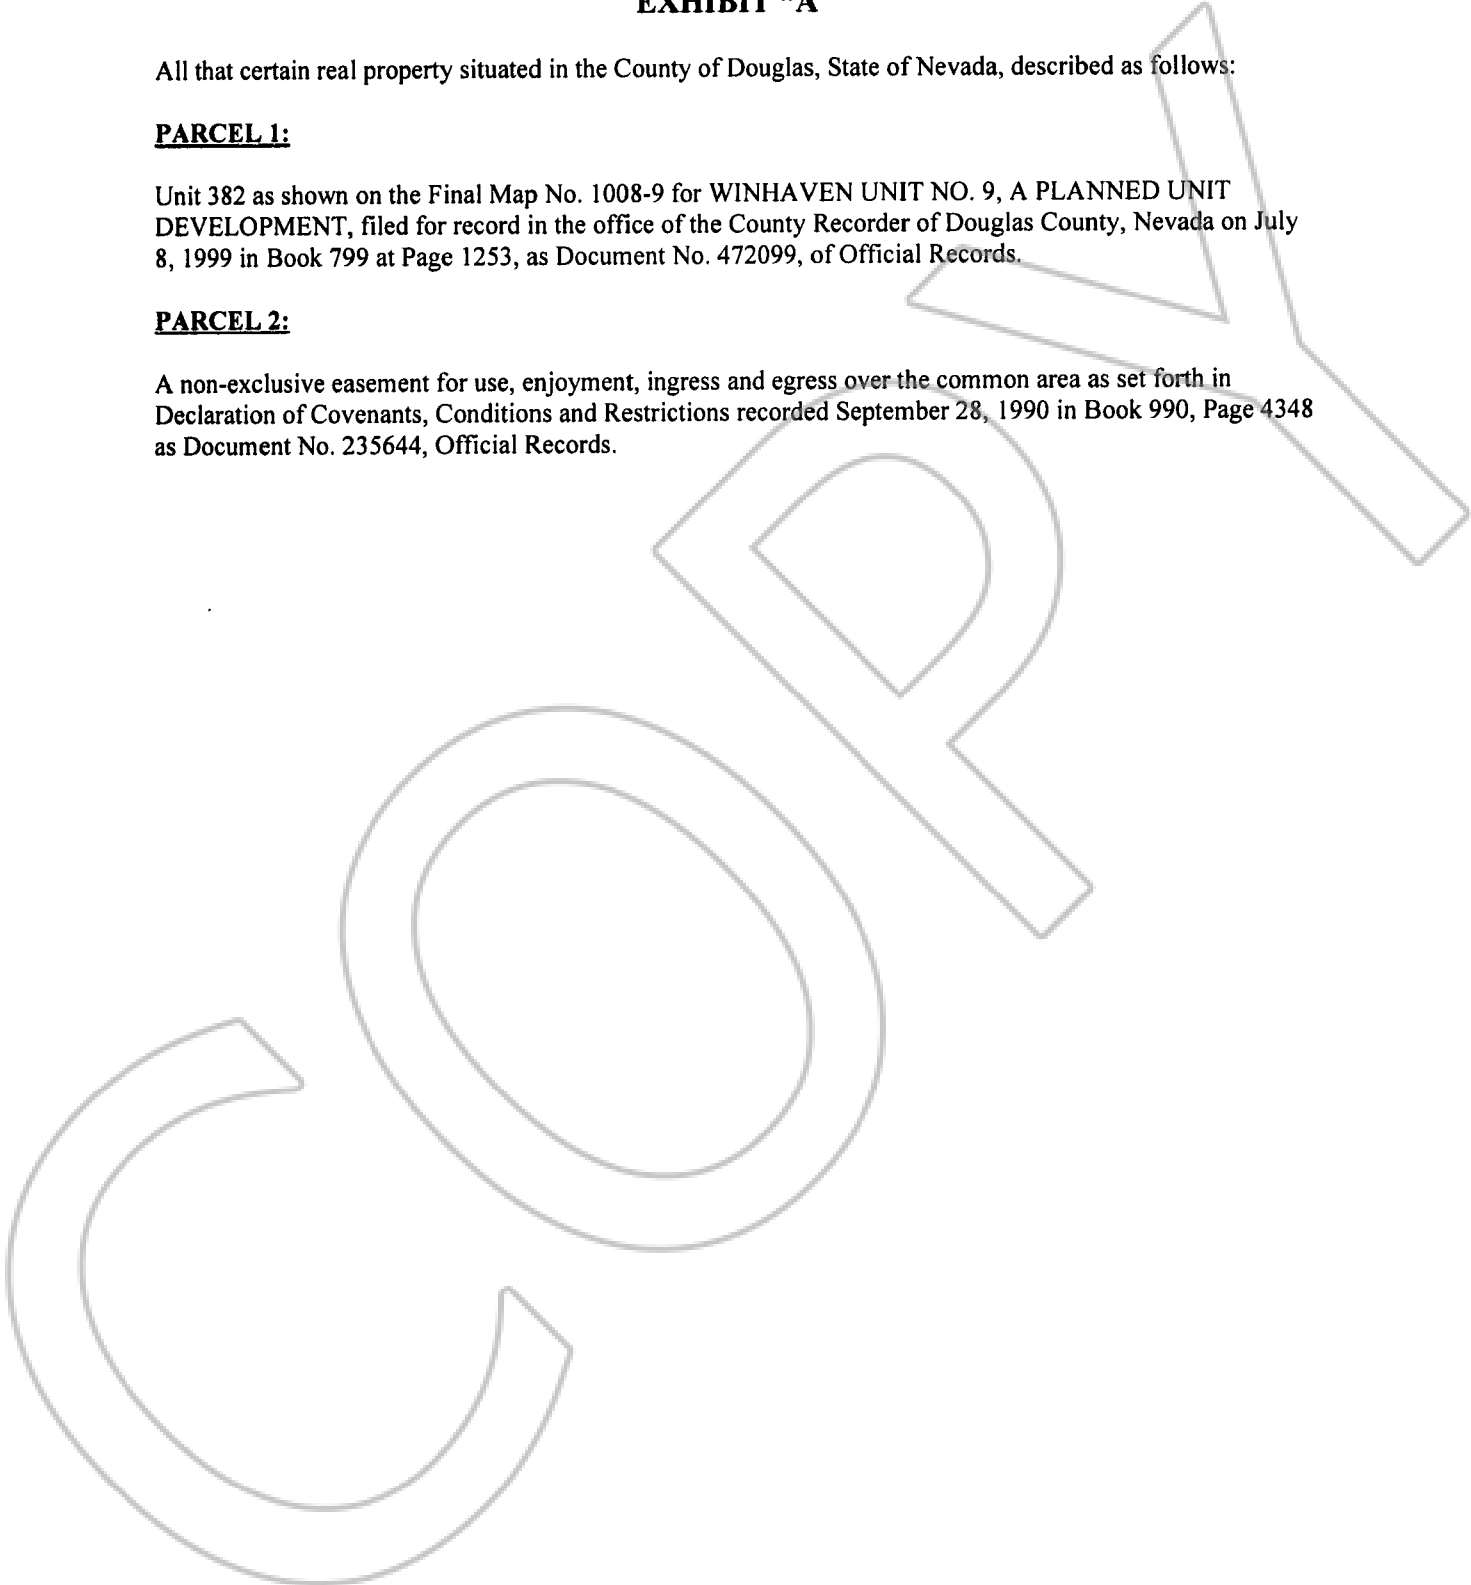 EXHIBIT "A
All that certain real property situated in the County of Douglas, State of Nevada, described as follows:
PARCEL 1:
Unit 382 as shown on the Final Map No. 1008-9 for WINHAVEN UNIT NO. 9, A PLANNED UNIT
DEVELOPMENT, filed for record in the office of the County Recorder of Douglas County, Nevada on July
8, 1999 in Book 799 at Page 1253, as Document No. 472099, of Official Records.
PARCEL 2:
A non-exclusive easement for use, enjoyment, ingress and egress over the common area as set forth in
Declaration of Covenants, Conditions and Restrictions recorded September 28, 1990 in Book 990, Page 4348
as Document No. 235644, Official Records.
COPY